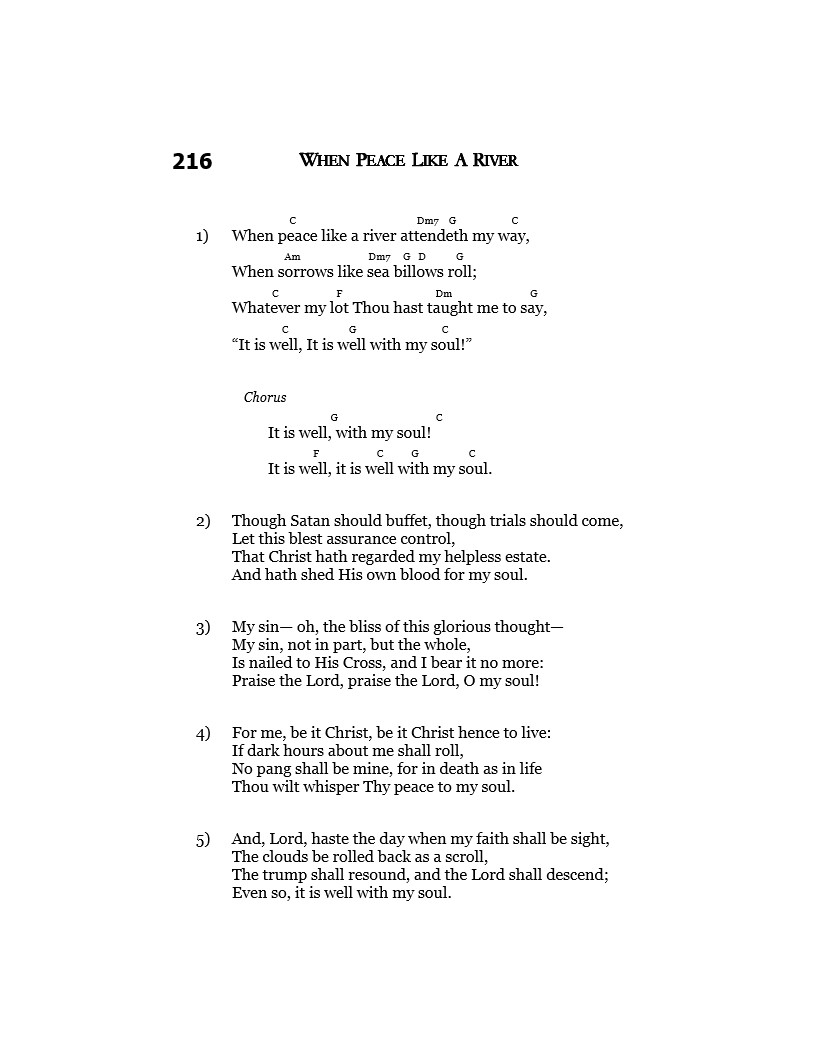 216 WHEN PEACE LIKE A RIVER
C Dm7 G C
1) When peace like a river attendeth my way,
Am Dm7 G D G
When sorrows like sea billows roll;
C F Dm G
Whatever my lot Thou hast taught me to say,
C G C
“It is well, It is well with my soul!”
Chorus
G C
It is well, with my soul!
F C G C
It is well, it is well with my soul.
2) Though Satan should buffet, though trials should come,
Let this blest assurance control,
That Christ hath regarded my helpless estate.
And hath shed His own blood for my soul.
3) My sin— oh, the bliss of this glorious thought—
My sin, not in part, but the whole,
Is nailed to His Cross, and I bear it no more:
Praise the Lord, praise the Lord, O my soul!
4) For me, be it Christ, be it Christ hence to live:
If dark hours about me shall roll,
No pang shall be mine, for in death as in life
Thou wilt whisper Thy peace to my soul.
5) And, Lord, haste the day when my faith shall be sight,
The clouds be rolled back as a scroll,
The trump shall resound, and the Lord shall descend;
Even so, it is well with my soul.